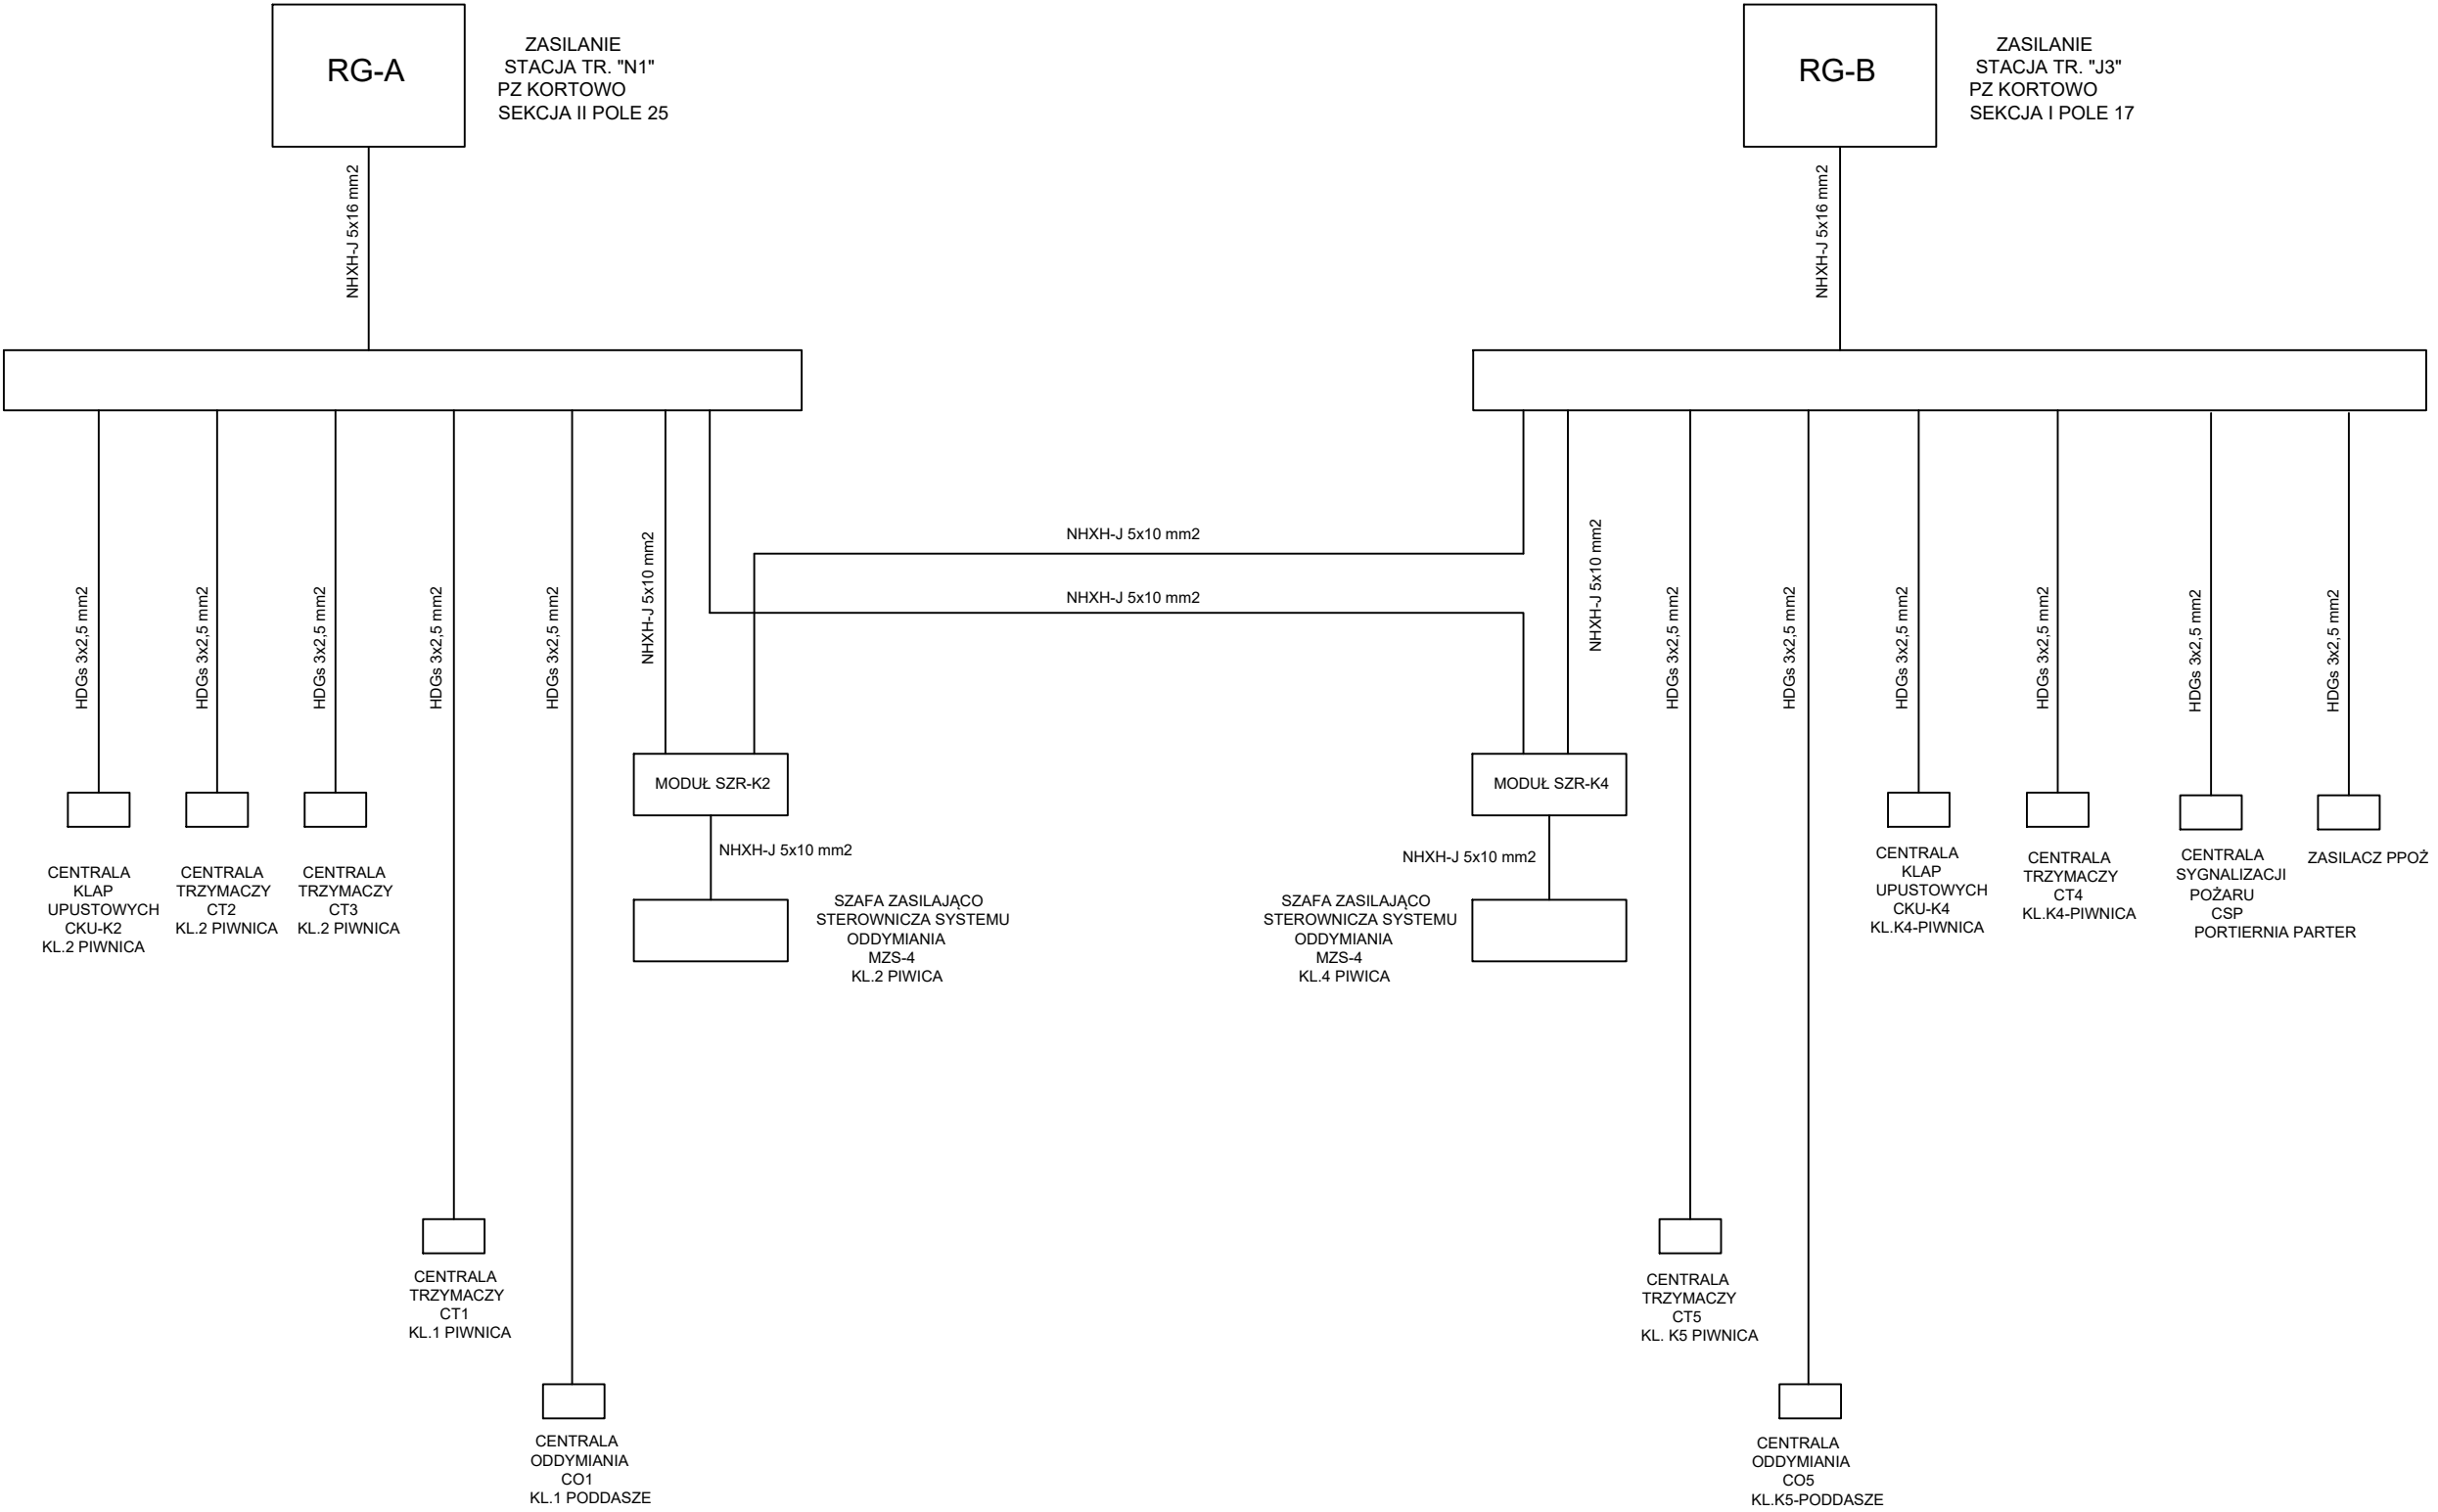 RG-A
ZASILANIE
STACJA TR. "N1"
PZ KORTOWO
SEKCJA II POLE 25
RG-B
ZASILANIE
STACJA TR. "J3"
PZ KORTOWO
SEKCJA I POLE 17
NHXH-J 5x16 mm2
NHXH-J 5x16 mm2
HDGs 3x2,5 mm2
HDGs 3x2,5 mm2
HDGs 3x2,5 mm2
HDGs 3x2,5 mm2
HDGs 3x2,5 mm2
NHXH-J 5x10 mm2
NHXH-J 5x10 mm2
NHXH-J 5x10 mm2
NHXH-J 5x10 mm2
HDGs 3x2,5 mm2
HDGs 3x2,5 mm2
HDGs 3x2,5 mm2
HDGs 3x2,5 mm2
HDGs 3x2,5 mm2
HDGs 3x2,5 mm2
MODUŁ SZR-K2
MODUŁ SZR-K4
NHXH-J 5x10 mm2
NHXH-J 5x10 mm2
CENTRALA
KLAP
UPUSTOWYCH
CKU-K2
KL.2 PIWNICA
CENTRALA
TRZYMACZY
CT2
KL.2 PIWNICA
CENTRALA
TRZYMACZY
CT3
KL.2 PIWNICA
SZAFA ZASILAJĄCO
STEROWNICZA SYSTEMU
ODDYMIANIA
MZS-4
KL.2 PIWICA
SZAFA ZASILAJĄCO
STEROWNICZA SYSTEMU
ODDYMIANIA
MZS-4
KL.4 PIWICA
CENTRALA
KLAP
UPUSTOWYCH
CKU-K4
KL.K4-PIWNICA
CENTRALA
TRZYMACZY
CT4
KL.K4-PIWNICA
CENTRALA
SYGNALIZACJI
POŻARU
CSP
PORTIERNIA PARTER
ZASILACZ PPOŻ
CENTRALA
TRZYMACZY
CT1
KL.1 PIWNICA
CENTRALA
TRZYMACZY
CT5
KL. K5 PIWNICA
CENTRALA
ODDYMIANIA
CO1
KL.1 PODDASZE
CENTRALA
ODDYMIANIA
CO5
KL.K5-PODDASZE